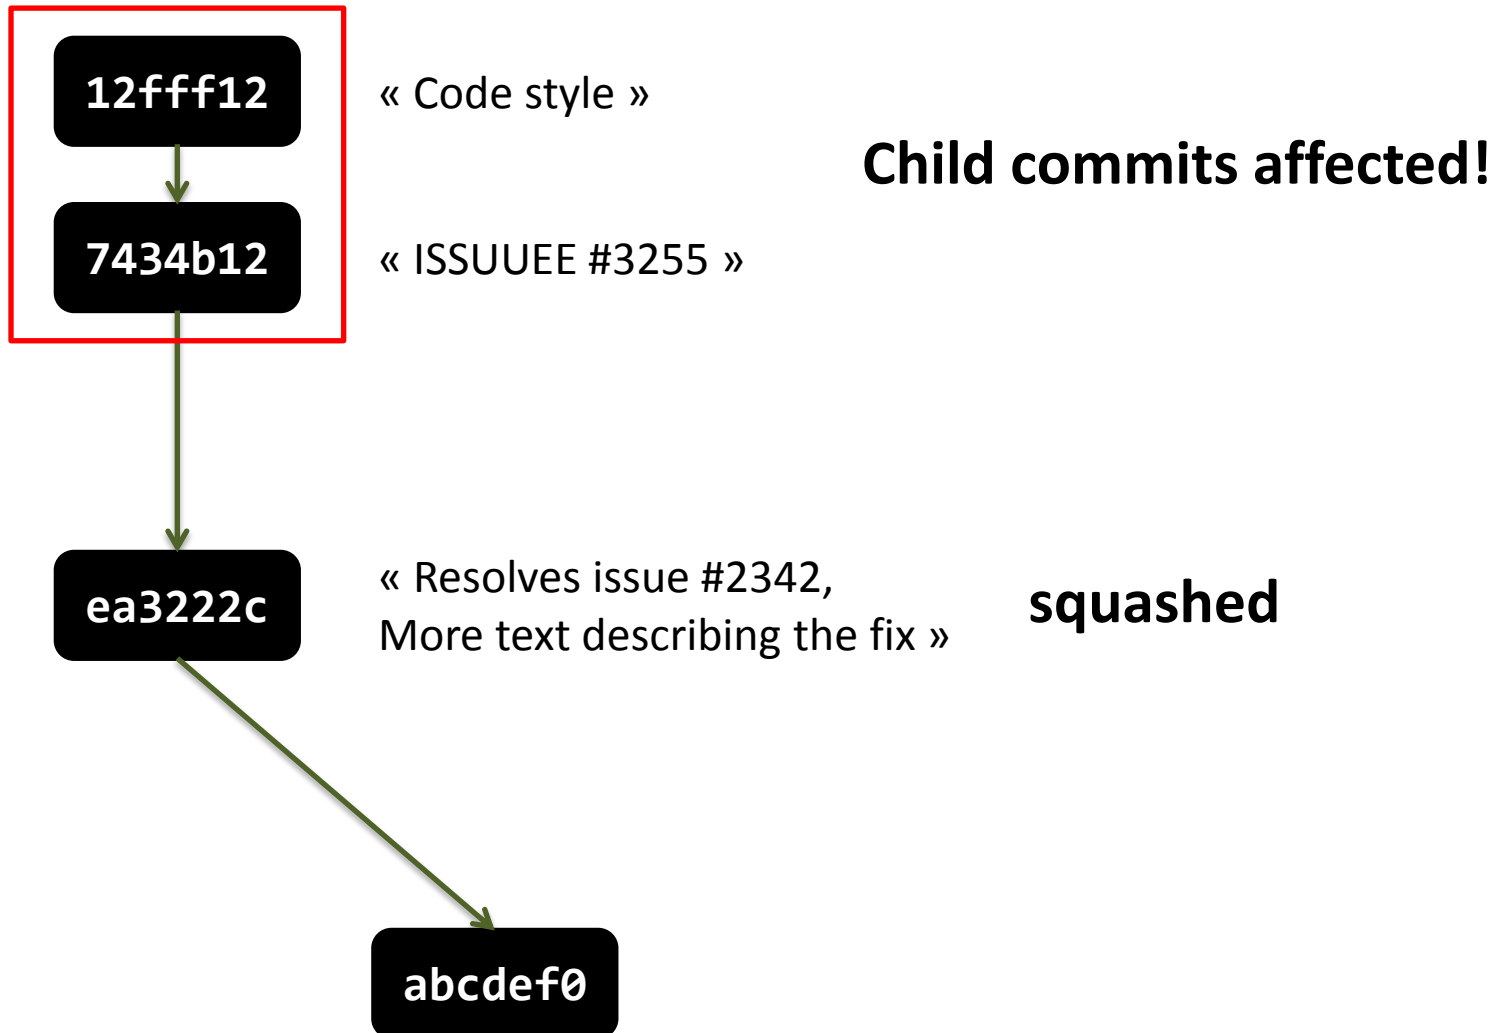 12fff12
« Code style »
Child commits affected!
7434b12
« ISSUUEE #3255 »
ea3222c
« Resolves issue #2342,
More text describing the fix »
squashed
abcdef0